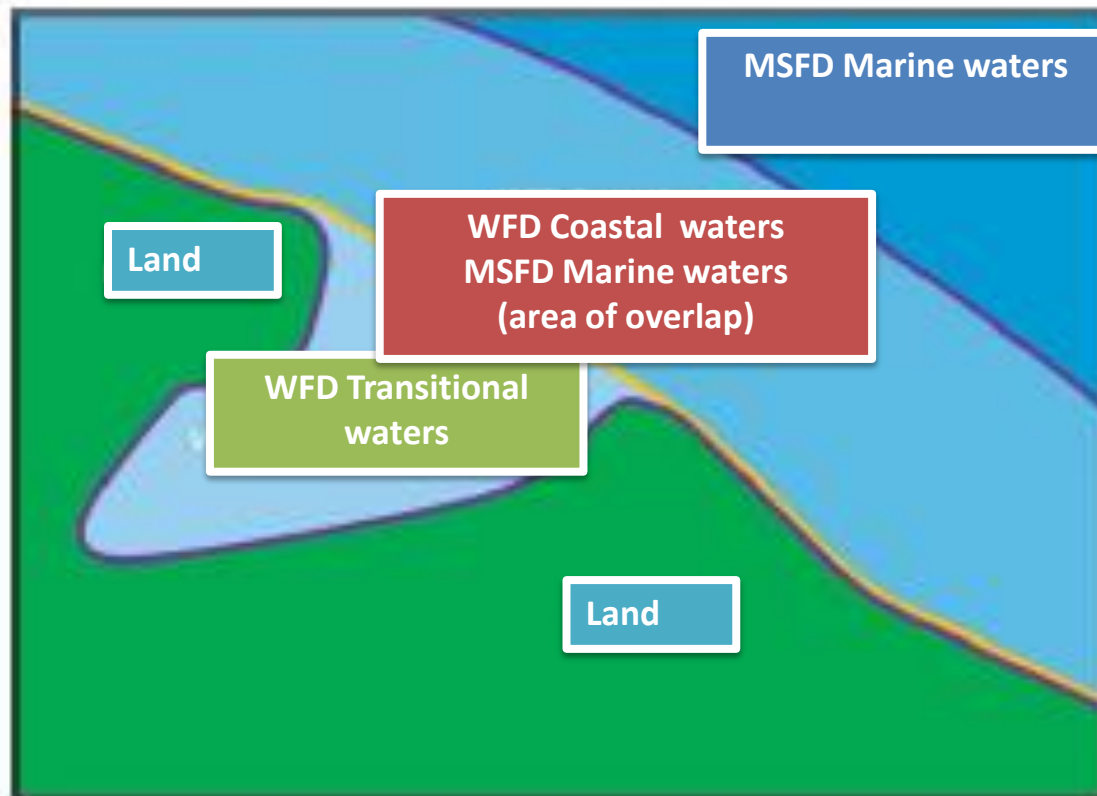 MSFD Marine waters
WFD Coastal  waters
MSFD Marine waters
(area of overlap)
Land
WFD Transitional
waters
Land